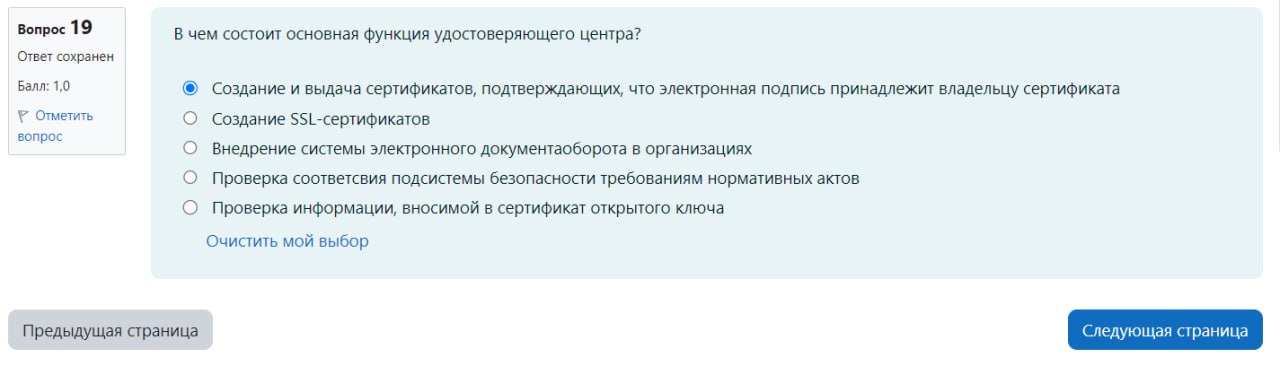 Вопрос 19
Ответ сохранен
Балл: 1,0
Отметить
вопрос
В чем состоит основная функция удостоверяющего центра?
Создание и выдача сертификатов, подтверждающих, что электронная подпись принадлежит владельцу сертификата
Создание SSL-сертификатов
Внедрение системы электронного документаоборота в организациях
Проверка соответсвия подсистемы безопасности требованиям нормативных актов
Проверка информации, вносимой в сертификат открытого ключа
Очистить мой выбор
Предыдущая страница
Следующая страница